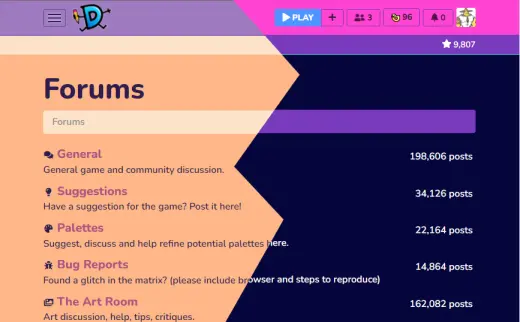 PLAY
3
96
0
9,807
Forums
Forums
General
198,606 posts
General game and community discussion.
Suggestions
34,126 posts
Have a suggestion for the game? Post it here!
Palettes
22,164 posts
Suggest, discuss and help refine potential palettes here.
Bug Reports
14,864 posts
Found a glitch in the matrix? (please include browser and steps to reproduce)
The Art Room
162,082 posts
Art discussion, help, tips, critiques.